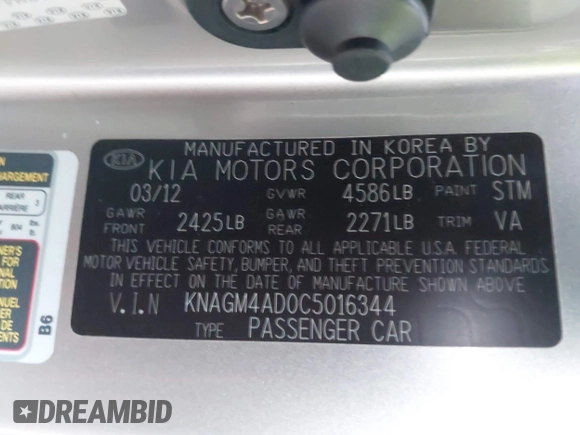 MANUFACTURED IN KOREA BY
KIA KIA MOTORS CORPORATION
03/12 GVWR 4586LB PAINT STM
GAWR FRONT 2425LB GAWR REAR 2271LB TRIM VA
THIS VEHICLE CONFORMS TO ALL APPLICABLE U.S.A. FEDERAL
MOTOR VEHICLE SAFETY, BUMPER, AND THEFT PREVENTION STANDARDS
IN EFFECT ON THE DATE OF MANUFACTURE SHOWN ABOVE
V.I.N KNAGM4AD0C5016344
TYPE PASSENGER CAR
REAR
804
B6
DREAMBID